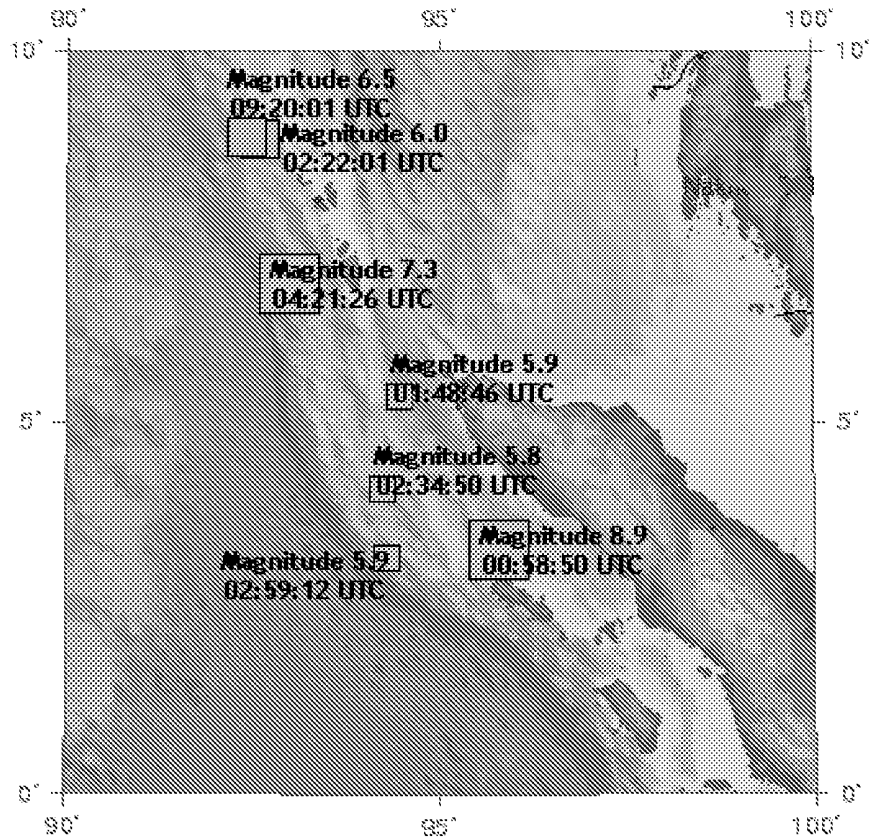 90° 95° 100°
10° 10°
Magnitude 6.5
09:20:01 UTC
Magnitude 6.0
02:22:01 UTC
Magnitude 7.3
04:21:26 UTC
Magnitude 5.9
01:48:46 UTC
5° 5°
Magnitude 5.8
02:34:50 UTC
Magnitude 8.9
00:58:50 UTC
Magnitude 5.9
02:59:12 UTC
0° 0°
90° 95° 100°